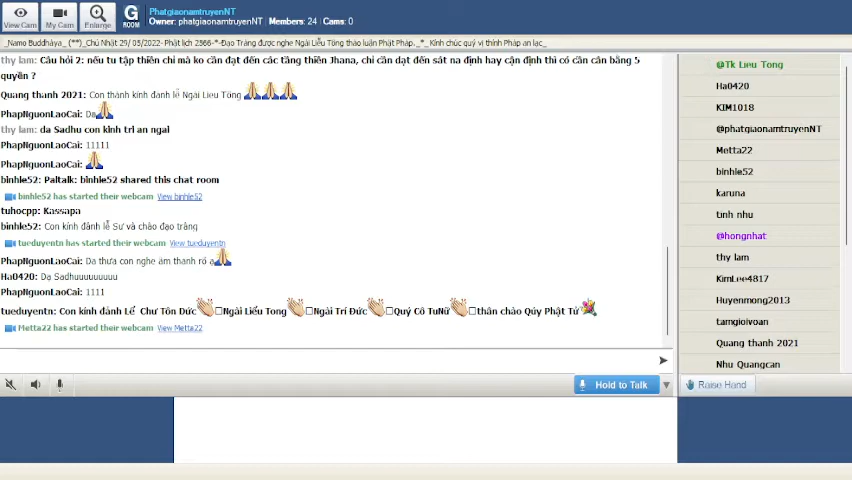 View Cam
My Cam
Enlarge
G
ROOM
PhatgiaonamtruyenNT
Owner: phatgiaonamtruyenNT | Members: 24 | Cams: 0
_Namo Buddhāya_ (**)_Chủ Nhật 29/ 05/2022- Phật lịch 2566-*-Đạo Tràng được nghe Ngài Liễu Tông thảo luận Phật Pháp._*_ Kính chúc quý vị thính Pháp an lạc_
thy lam: Câu hỏi 2: nếu tu tập thiền chỉ mà ko cần đạt đến các tầng thiền Jhana, chỉ cần đạt đến sát na định hay cận định thì có cần cân bằng 5
quyền ?
Quang thanh 2021: Con thành kính đảnh lễ Ngài Lieu Tông
PhapNguonLaoCai: Dạ
thy lam: da Sadhu con kinh tri an ngai
PhapNguonLaoCai: 11111
PhapNguonLaoCai:
binhle52: Paltalk: binhle52 shared this chat room
binhle52 has started their webcam View binhle52
tuhocpp: Kassapa
binhle52: Con kính đảnh lễ Sư và chào đạo tràng
tueduyentn has started their webcam View tueduyentn
PhapNguonLaoCai: Dạ thưa con nghe âm thanh rõ ạ
Ha0420: Dạ Sadhuuuuuuuuu
PhapNguonLaoCai: 1111
tueduyentn: Con kính đảnh Lễ Chư Tôn Đức Ngài Liễu Tong Ngài Trí Đức Quý Cô TuNữ thân chào Qúy Phật Tử
Metta22 has started their webcam View Metta22
Hold to Talk
@Tk Lieu Tong
Ha0420
KIM1018
@phatgiaonamtruyenNT
Metta22
binhle52
karuna
tinh nhu
@hongnhat
thy lam
KimLee4817
Huyenmong2013
tamgioivoan
Quang thanh 2021
Nhu Quangcan
Raise Hand